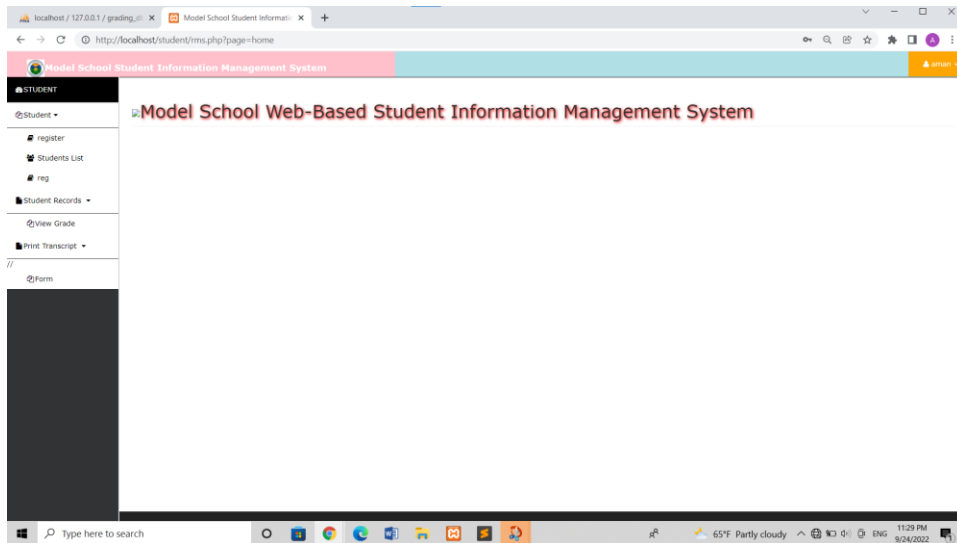 localhost / 127.0.0.1 / grading_
Model School Student Informatio
http://localhost/student/rms.php?page=home
A
Model School Student Information Management System
aman
STUDENT
Student
Model School Web-Based Student Information Management System
register
Students List
reg
Student Records
View Grade
Print Transcript
//
Form
Type here to search
65°F Partly cloudy
ENG
11:29 PM
9/24/2022